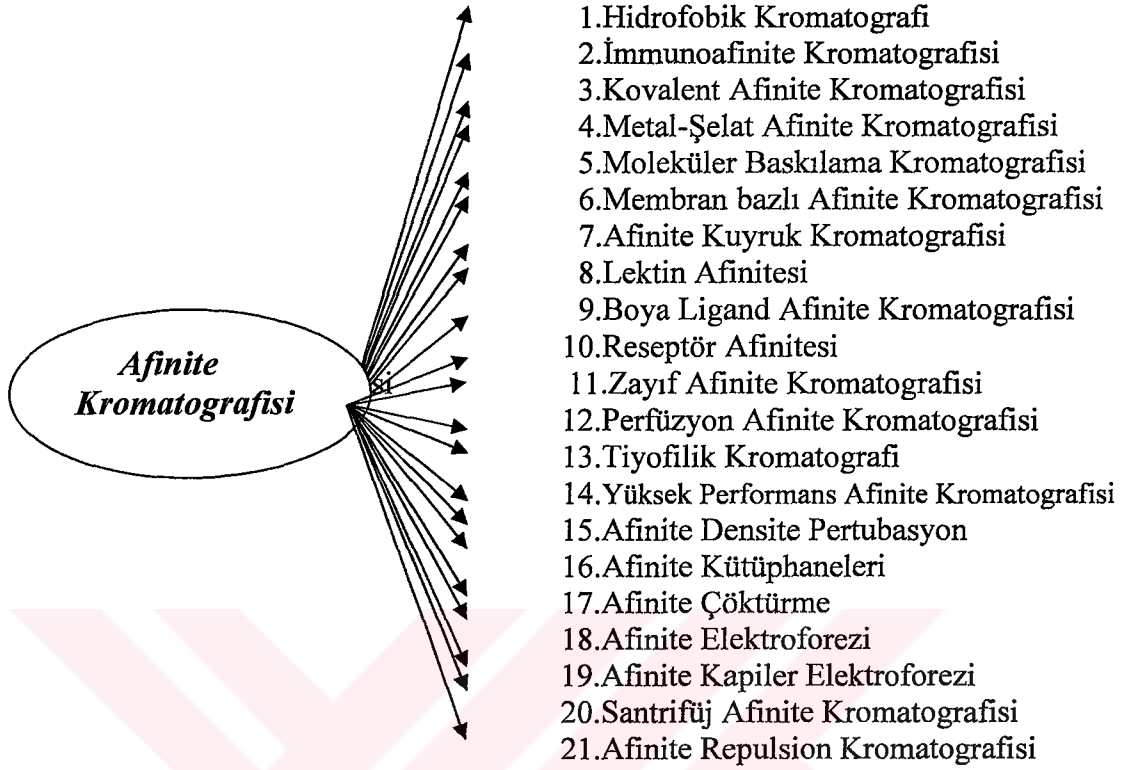 1.Hidrofobik Kromatografi
2.İmmunoafinite Kromatografisi
3.Kovalent Afinite Kromatografisi
4.Metal-Şelat Afinite Kromatografisi
5.Moleküler Baskılama Kromatografisi
6.Membran bazlı Afinite Kromatografisi
7.Afinite Kuyruk Kromatografisi
8.Lektin Afinitesi
9.Boya Ligand Afinite Kromatografisi
10.Reseptör Afinitesi
11.Zayıf Afinite Kromatografisi
12.Perfüzyon Afinite Kromatografisi
13.Tiyofilik Kromatografi
14.Yüksek Performans Afinite Kromatografisi
15.Afinite Densite Pertubasyon
16.Afinite Kütüphaneleri
17.Afinite Çöktürme
18.Afinite Elektroforezi
19.Afinite Kapiler Elektroforezi
20.Santrifüj Afinite Kromatografisi
21.Afinite Repulsion Kromatografisi
Afinite
Kromatografisi
si